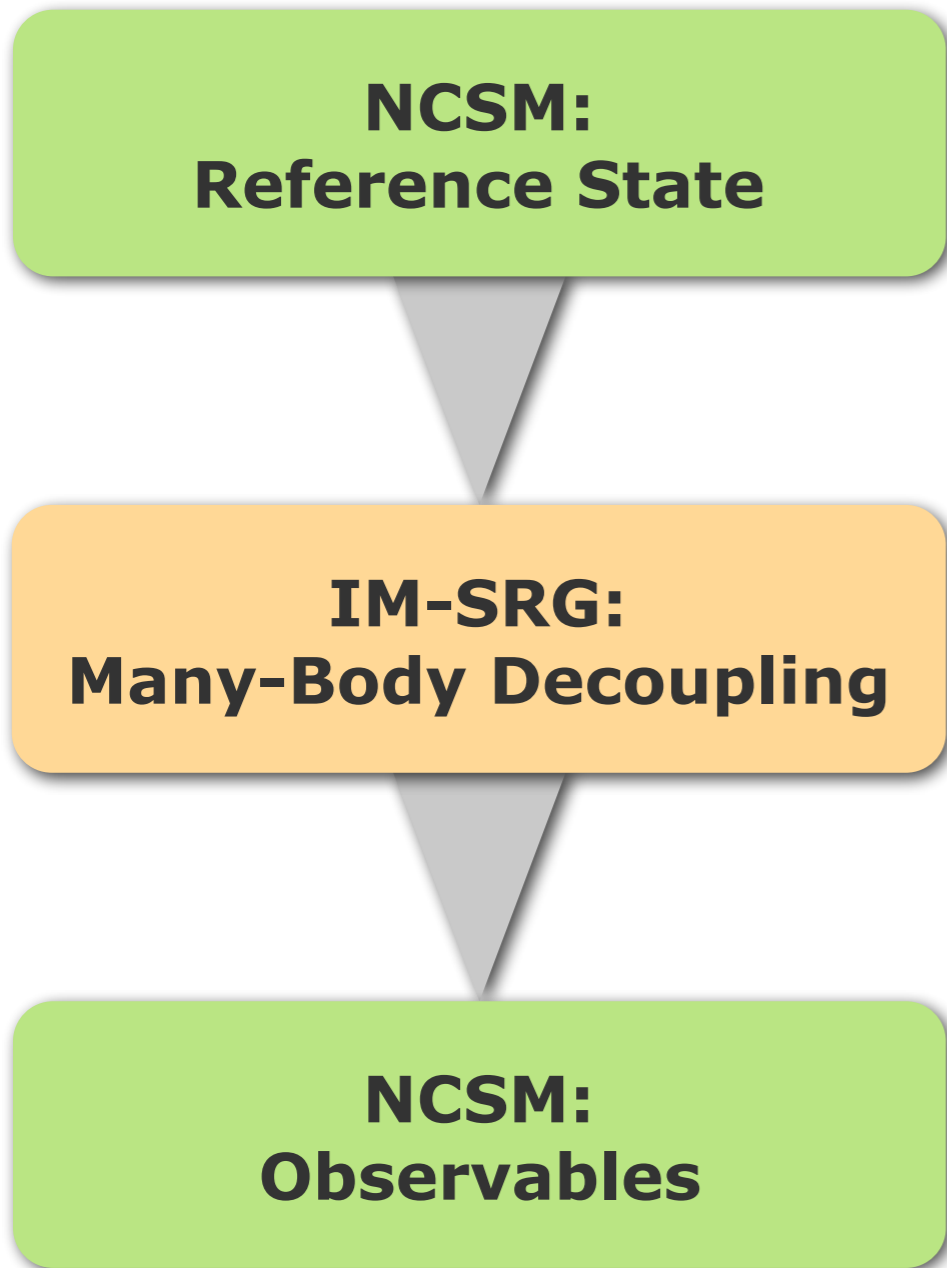 NCSM:
Reference State
IM-SRG:
Many-Body Decoupling
NCSM:
Observables